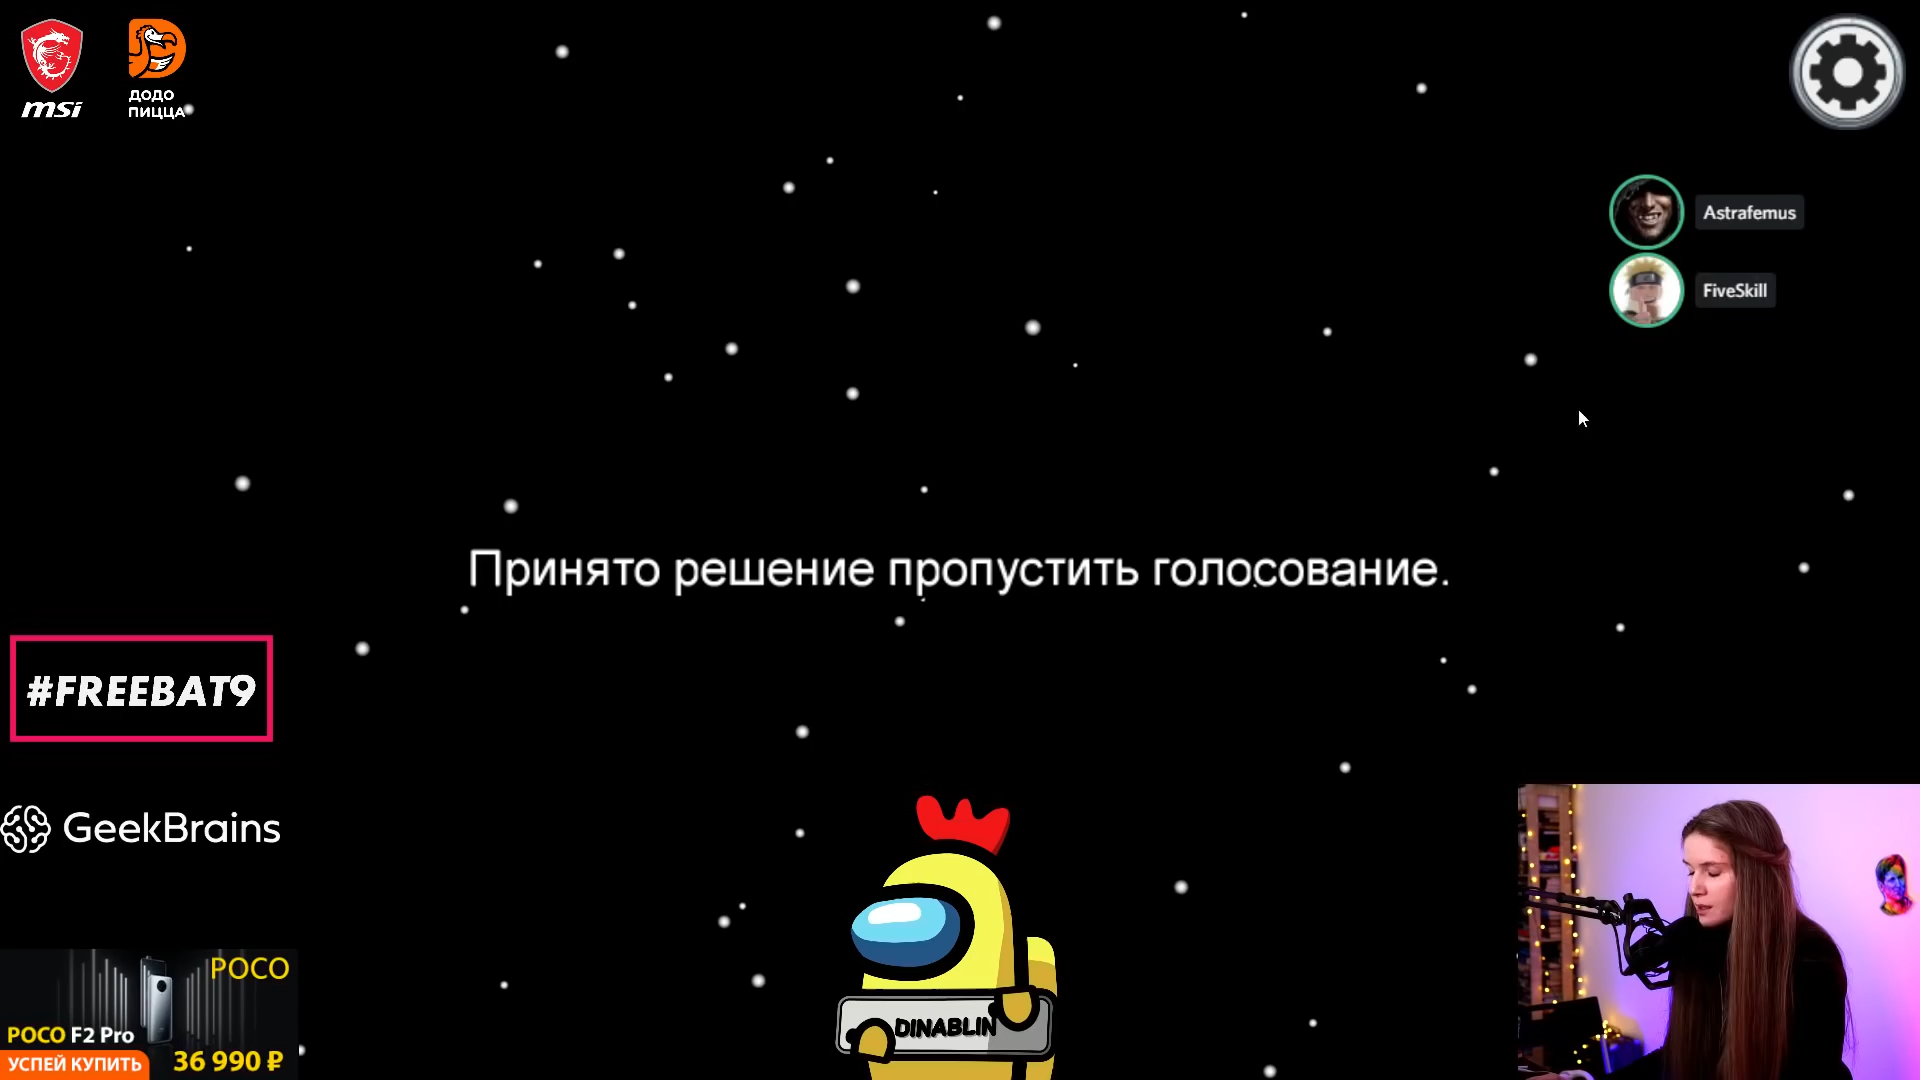 msi
ДОДО
ПИЦЦА
Astrafemus
FiveSkill
Принято решение пропустить голосование.
#FREEBAT9
GeekBrains
POCO
POCO F2 Pro
УСПЕЙ КУПИТЬ
36 990 ₽
DINABLIN